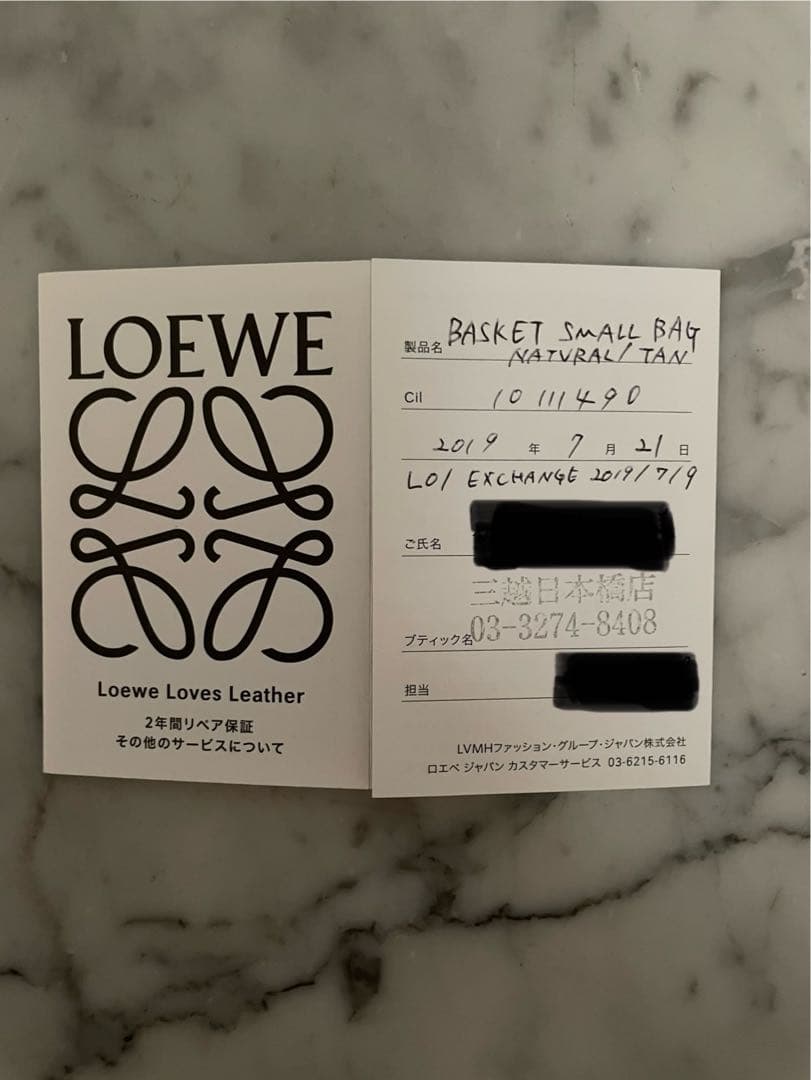 LOEWE
Loewe Loves Leather
2年間リペア保証
その他のサービスについて
製品名 BASKET SMALL BAG
NATURAL/TAN
Cil 10111490
2019 年 7 月 21 日
LO/ EXCHANGE 2019/7/9
ご氏名
三越日本橋店
ブティック名 03-3274-8408
担当
LVMHファッション・グループ・ジャパン株式会社
ロエベ ジャパン カスタマーサービス 03-6215-6116